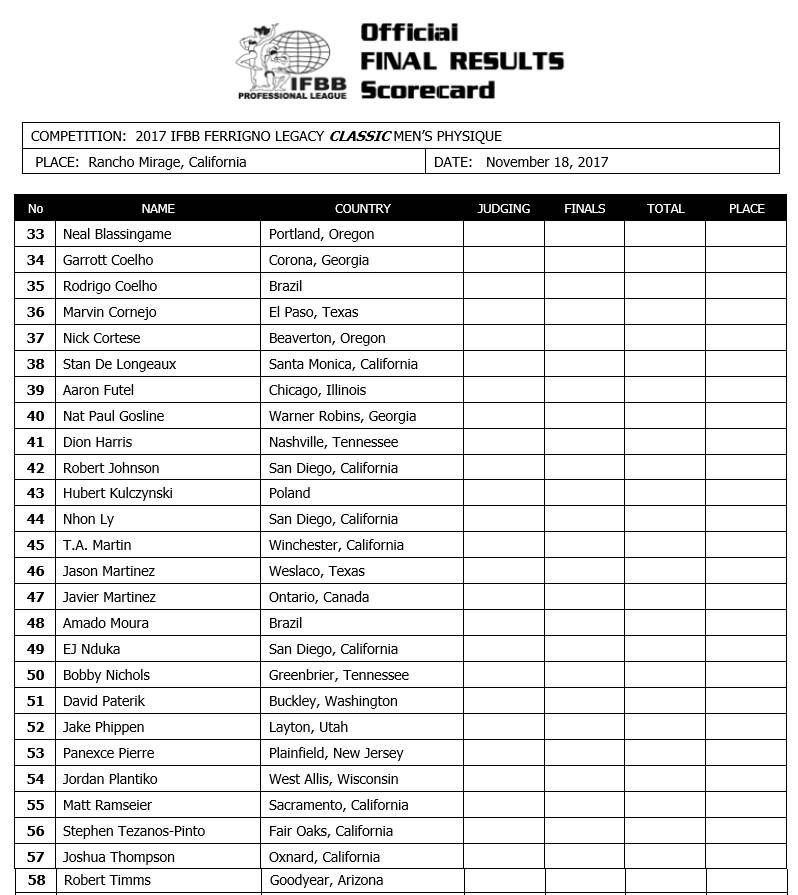 Official
FINAL RESULTS
Scorecard
IFBB
PROFESSIONAL LEAGUE
COMPETITION: 2017 IFBB FERRIGNO LEGACY CLASSIC MEN'S PHYSIQUE
PLACE: Rancho Mirage, California DATE: November 18, 2017
No NAME COUNTRY JUDGING FINALS TOTAL PLACE
33 Neal Blassingame Portland, Oregon
34 Garrott Coelho Corona, Georgia
35 Rodrigo Coelho Brazil
36 Marvin Cornejo El Paso, Texas
37 Nick Cortese Beaverton, Oregon
38 Stan De Longeaux Santa Monica, California
39 Aaron Futel Chicago, Illinois
40 Nat Paul Gosline Warner Robins, Georgia
41 Dion Harris Nashville, Tennessee
42 Robert Johnson San Diego, California
43 Hubert Kulczynski Poland
44 Nhon Ly San Diego, California
45 T.A. Martin Winchester, California
46 Jason Martinez Weslaco, Texas
47 Javier Martinez Ontario, Canada
48 Amado Moura Brazil
49 EJ Nduka San Diego, California
50 Bobby Nichols Greenbrier, Tennessee
51 David Paterik Buckley, Washington
52 Jake Phippen Layton, Utah
53 Panexce Pierre Plainfield, New Jersey
54 Jordan Plantiko West Allis, Wisconsin
55 Matt Ramseier Sacramento, California
56 Stephen Tezanos-Pinto Fair Oaks, California
57 Joshua Thompson Oxnard, California
58 Robert Timms Goodyear, Arizona